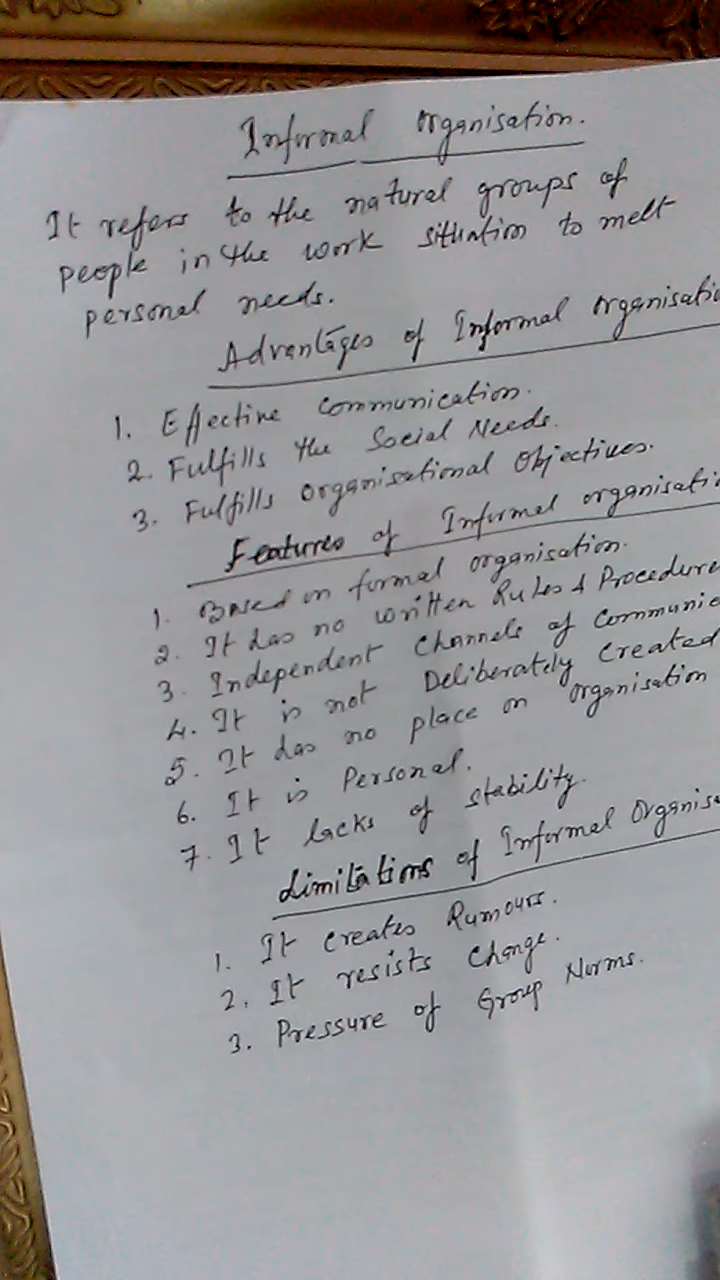 Informal organisation.
It refers to the natural groups of
people in the work situation to melt
personal needs.
Advantages of Informal organisatio
1. Effective communication.
2. Fulfills the Social Needs.
3. Fulfills organisational Objectives.
Features of Informal organisatio
1. Based on formal organisation.
2. It has no written Rules & Procedure
3. Independent Channels of Communic
4. It is not Deliberately created
5. It has no place on organisation
6. It is Personal.
7. It lacks of stability.
Limitations of Informal Organisa
1. It creates Rumours.
2. It resists change.
3. Pressure of Group Norms.